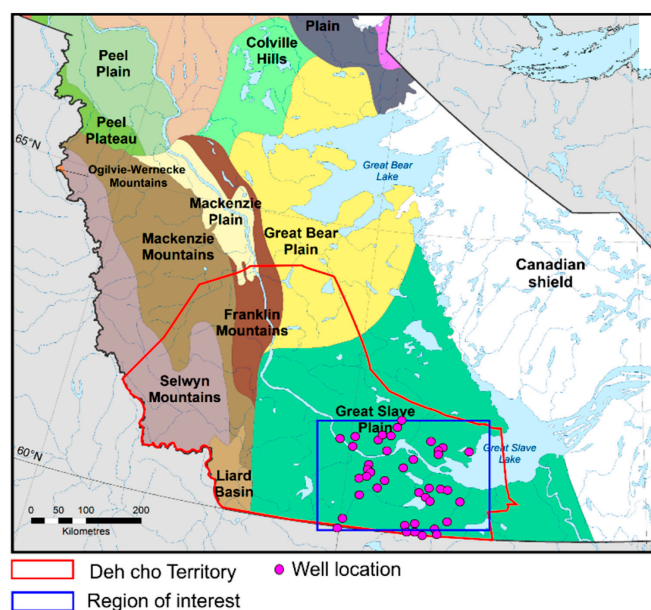 Plain
Colville
Hills
Peel
Plain
Peel
Plateau
65°N
Ogilvie-Wernecke
Mountains
Great Bear
Lake
Mackenzie
Plain
Mackenzie
Mountains
Great Bear
Plain
Canadian
shield
Franklin
Mountains
Selwyn
Mountains
Great Slave
Plain
Great Slave
Lake
60°N
Liard
Basin
0 50 100 200
Kilometres
Deh cho Territory
Well location
Region of interest